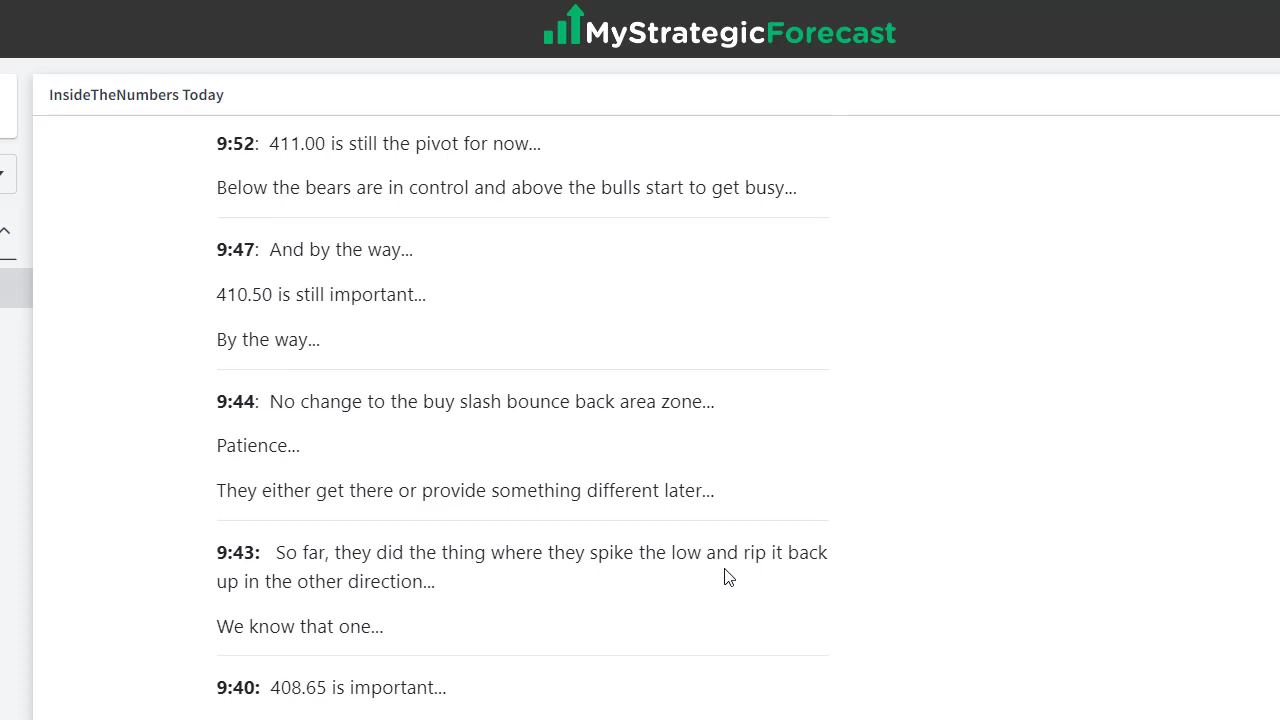 MyStrategicForecast
InsideTheNumbers Today
9:52:  411.00 is still the pivot for now...
Below the bears are in control and above the bulls start to get busy...
9:47:  And by the way...
410.50 is still important...
By the way...
9:44:  No change to the buy slash bounce back area zone...
Patience...
They either get there or provide something different later...
9:43:   So far, they did the thing where they spike the low and rip it back
up in the other direction...
We know that one...
9:40:  408.65 is important...